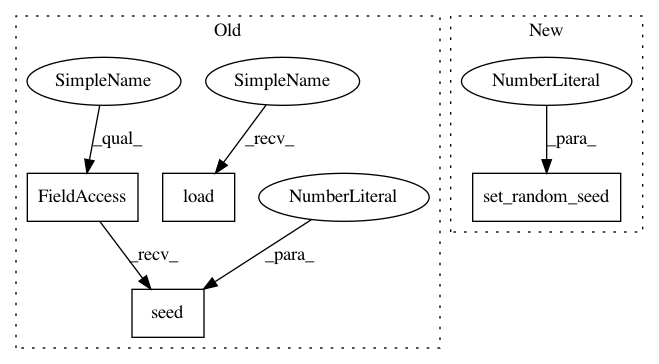 Old
New
SimpleName
SimpleName
NumberLiteral
_qual_
_recv_
_para_
FieldAccess
load
NumberLiteral
set_random_seed
_recv_
_para_
seed